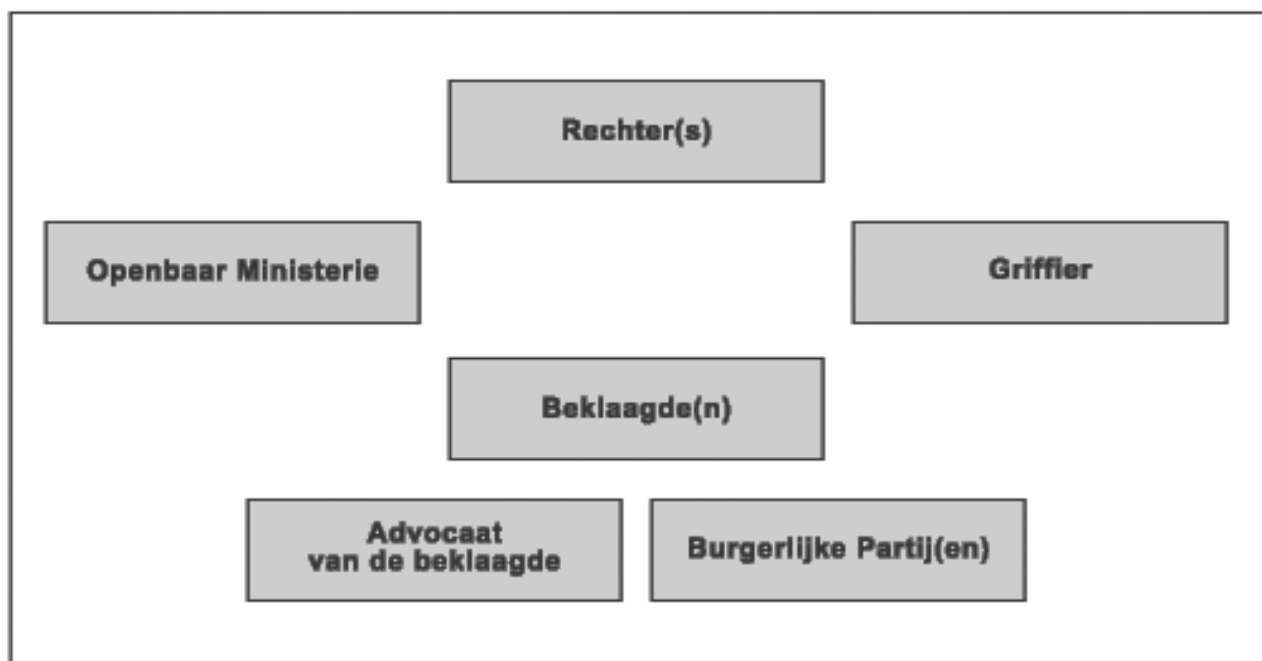 Rechter(s)
Openbaar Ministerie
Griffier
Beklaagde(n)
Advocaat
van de beklaagde
Burgerlijke Partij(en)